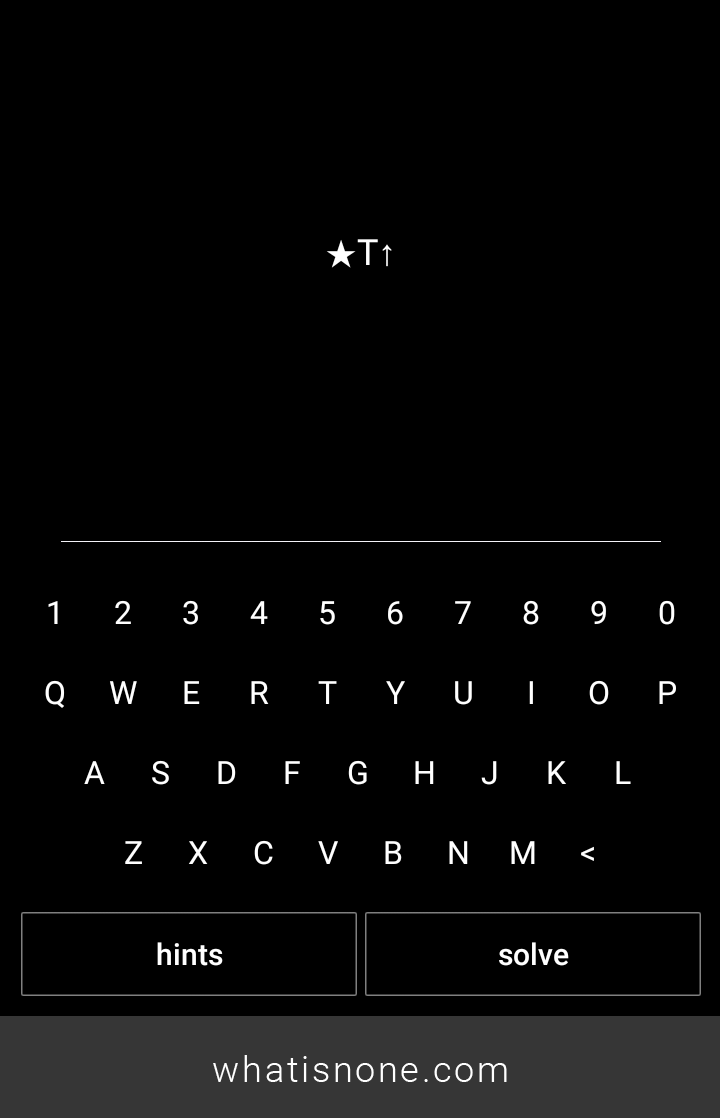 ★T↑
1 2 3 4 5 6 7 8 9 0
Q W E R T Y U I O P
A S D F G H J K L
Z X C V B N M <
hints solve
whatisnone.com